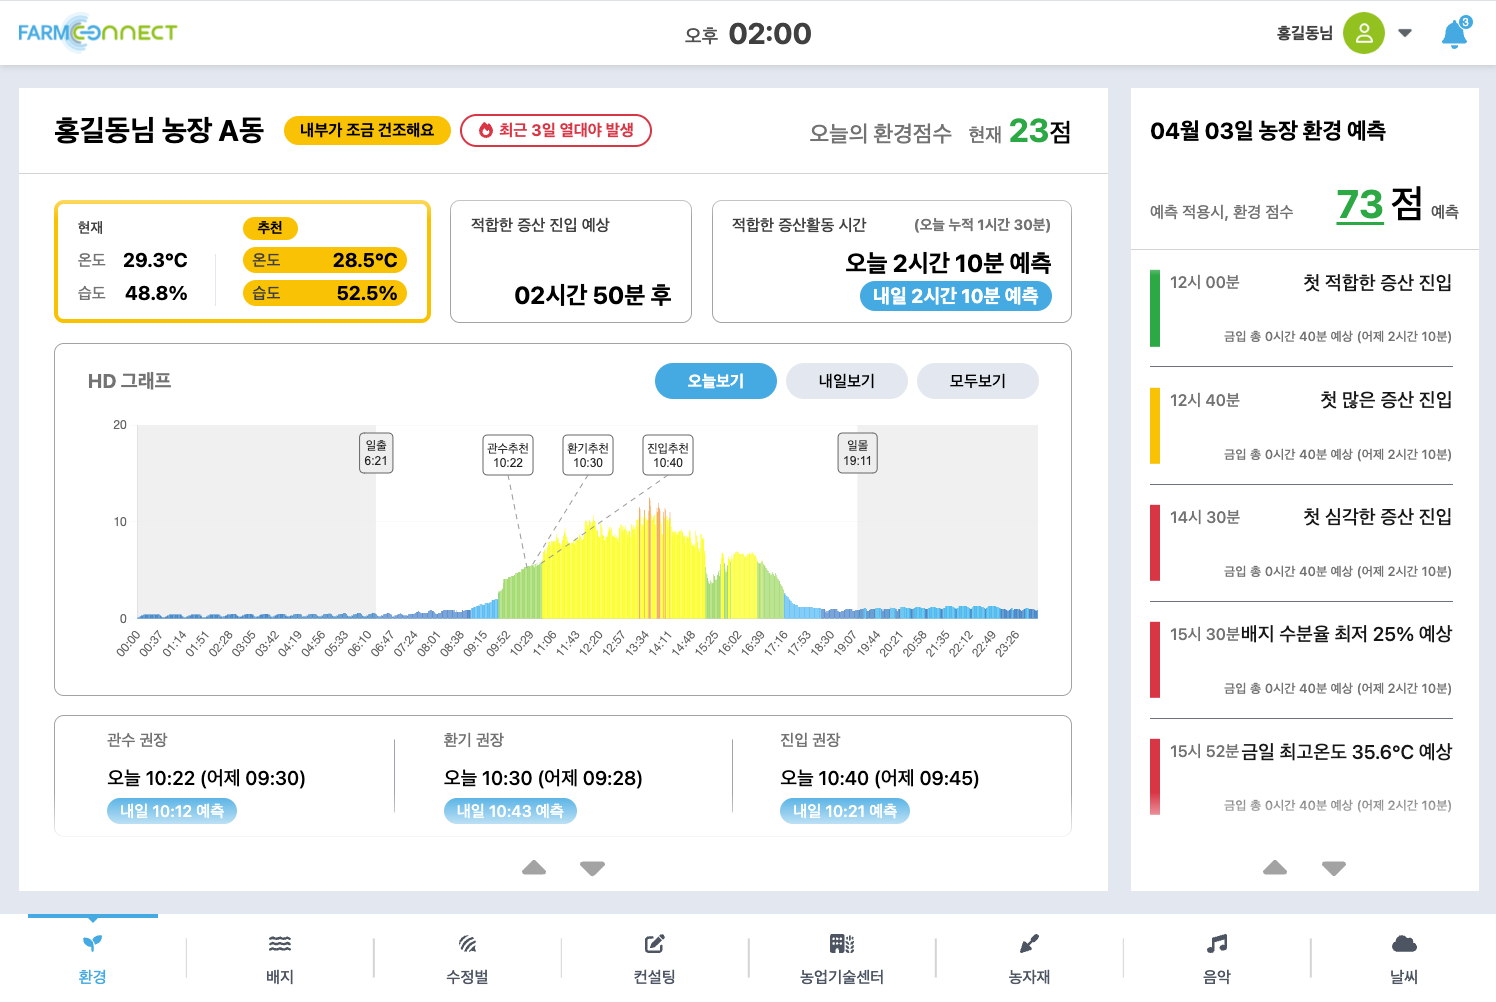 FARMCONNECT
오후 02:00
홍길동님
3
홍길동님 농장 A동
내부가 조금 건조해요
최근 3일 열대야 발생
오늘의 환경점수 현재 23점
현재
추천
온도 29.3°C
온도 28.5°C
습도 48.8%
습도 52.5%
적합한 증산 진입 예상
02시간 50분 후
적합한 증산활동 시간 (오늘 누적 1시간 30분)
오늘 2시간 10분 예측
내일 2시간 10분 예측
HD 그래프
오늘보기
내일보기
모두보기
20
10
0
일출
6:21
관수추천
10:22
환기추천
10:30
진입추천
10:40
일몰
19:11
00:00 00:37 01:14 01:51 02:28 03:05 03:42 04:19 04:56 05:33 06:10 06:47 07:24 08:01 08:38 09:15 09:52 10:29 11:06 11:43 12:20 12:57 13:34 14:11 14:48 15:25 16:02 16:39 17:16 17:53 18:30 19:07 19:44 20:21 20:58 21:35 22:12 22:49 23:26
관수 권장
오늘 10:22 (어제 09:30)
내일 10:12 예측
환기 권장
오늘 10:30 (어제 09:28)
내일 10:43 예측
진입 권장
오늘 10:40 (어제 09:45)
내일 10:21 예측
04월 03일 농장 환경 예측
예측 적용시, 환경 점수 73 점 예측
12시 00분 첫 적합한 증산 진입
금입 총 0시간 40분 예상 (어제 2시간 10분)
12시 40분 첫 많은 증산 진입
금입 총 0시간 40분 예상 (어제 2시간 10분)
14시 30분 첫 심각한 증산 진입
금입 총 0시간 40분 예상 (어제 2시간 10분)
15시 30분 배지 수분율 최저 25% 예상
금입 총 0시간 40분 예상 (어제 2시간 10분)
15시 52분 금일 최고온도 35.6°C 예상
금입 총 0시간 40분 예상 (어제 2시간 10분)
환경
배지
수정벌
컨설팅
농업기술센터
농자재
음악
날씨